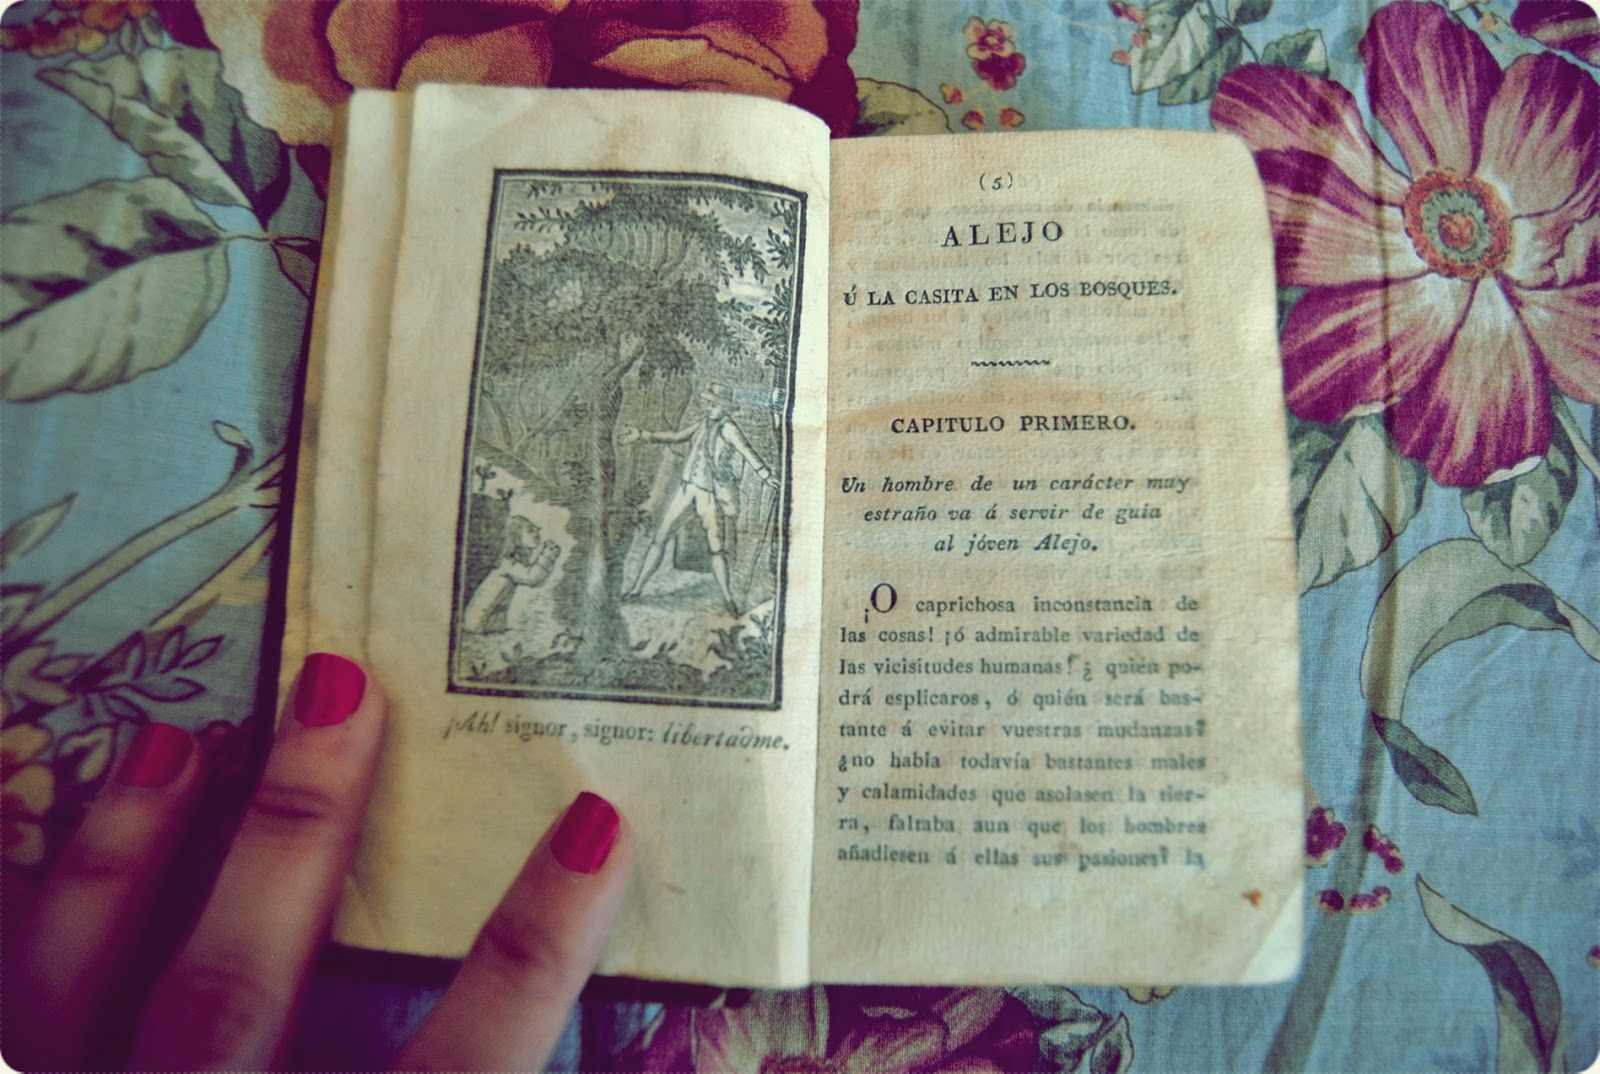 ¡Ah! signor, signor: libertadme.
(5)
ALEJO
Ú LA CASITA EN LOS BOSQUES.
CAPITULO PRIMERO.
Un hombre de un carácter muy
estraño va á servir de guia
al jóven Alejo.
¡O caprichosa inconstancia de
las cosas! ¡ó admirable variedad de
las vicisitudes humanas! ¿ quién po-
drá esplicaros, ó quién será bas-
tante á evitar vuestras mudanzas?
¿no habia todavía bastantes males
y calamidades que asolasen la tier-
ra, faltaba aun que los hombres
añadiesen á ellas sus pasiones? la